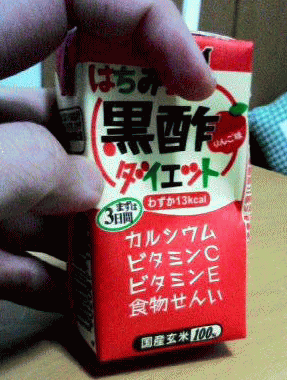 はちみ
黒酢
りんご味
ダイエット
まずは
3日間
わずか13kcal
カルシウム
ビタミンC
ビタミンE
食物せんい
国産玄米100%